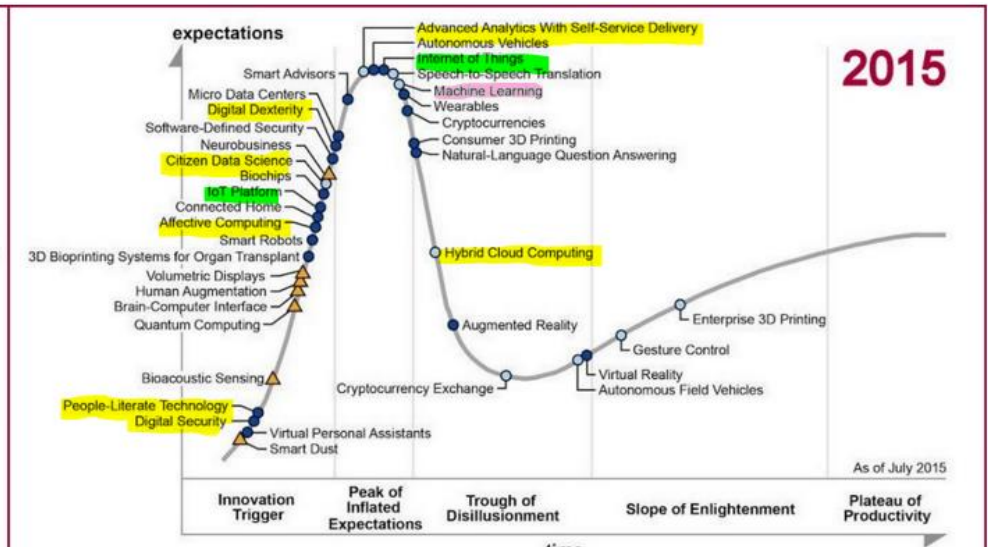 expectations
2015
Advanced Analytics With Self-Service Delivery
Autonomous Vehicles
Internet of Things
Speech-to-Speech Translation
Machine Learning
Wearables
Cryptocurrencies
Consumer 3D Printing
Natural-Language Question Answering
Smart Advisors
Micro Data Centers
Digital Dexterity
Software-Defined Security
Neurobusiness
Citizen Data Science
Biochips
IoT Platform
Connected Home
Affective Computing
Smart Robots
3D Bioprinting Systems for Organ Transplant
Volumetric Displays
Human Augmentation
Brain-Computer Interface
Quantum Computing
Bioacoustic Sensing
People-Literate Technology
Digital Security
Virtual Personal Assistants
Smart Dust
Hybrid Cloud Computing
Augmented Reality
Cryptocurrency Exchange
Enterprise 3D Printing
Gesture Control
Virtual Reality
Autonomous Field Vehicles
As of July 2015
Innovation
Trigger
Peak of
Inflated
Expectations
Trough of
Disillusionment
Slope of Enlightenment
Plateau of
Productivity
time